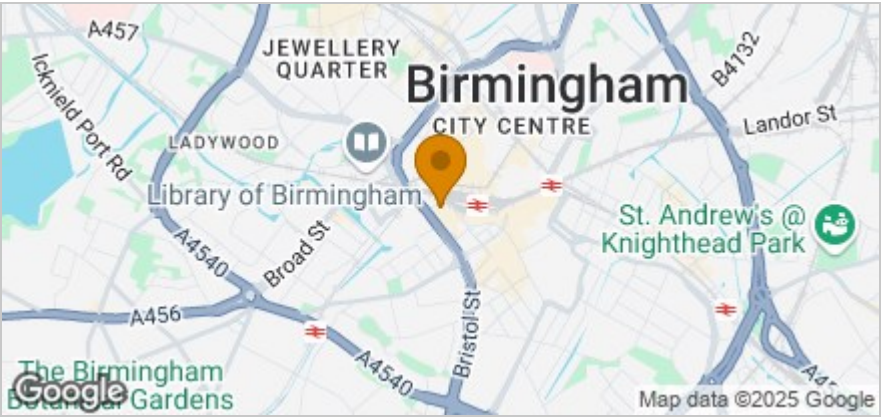 A457
JEWELLERY
QUARTER
Icknield Port Rd
Birmingham
CITY CENTRE
B4132
Landor St
LADYWOOD
Library of Birmingham
St. Andrew's @
Knighthead Park
A4540
Broad St
A456
Bristol St
A4540
The Birmingham
Botanical Gardens
Google
Map data ©2025 Google